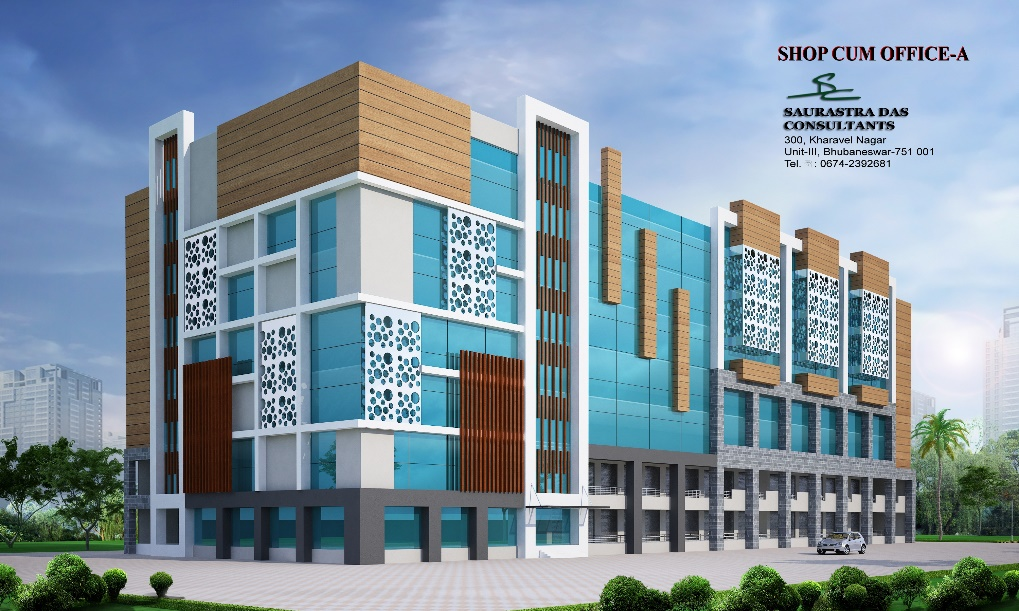 SHOP CUM OFFICE-A
SAURASTRA DAS
CONSULTANTS
300, Kharavel Nagar
Unit-III, Bhubaneswar-751 001
Tel. : 0674-2392681